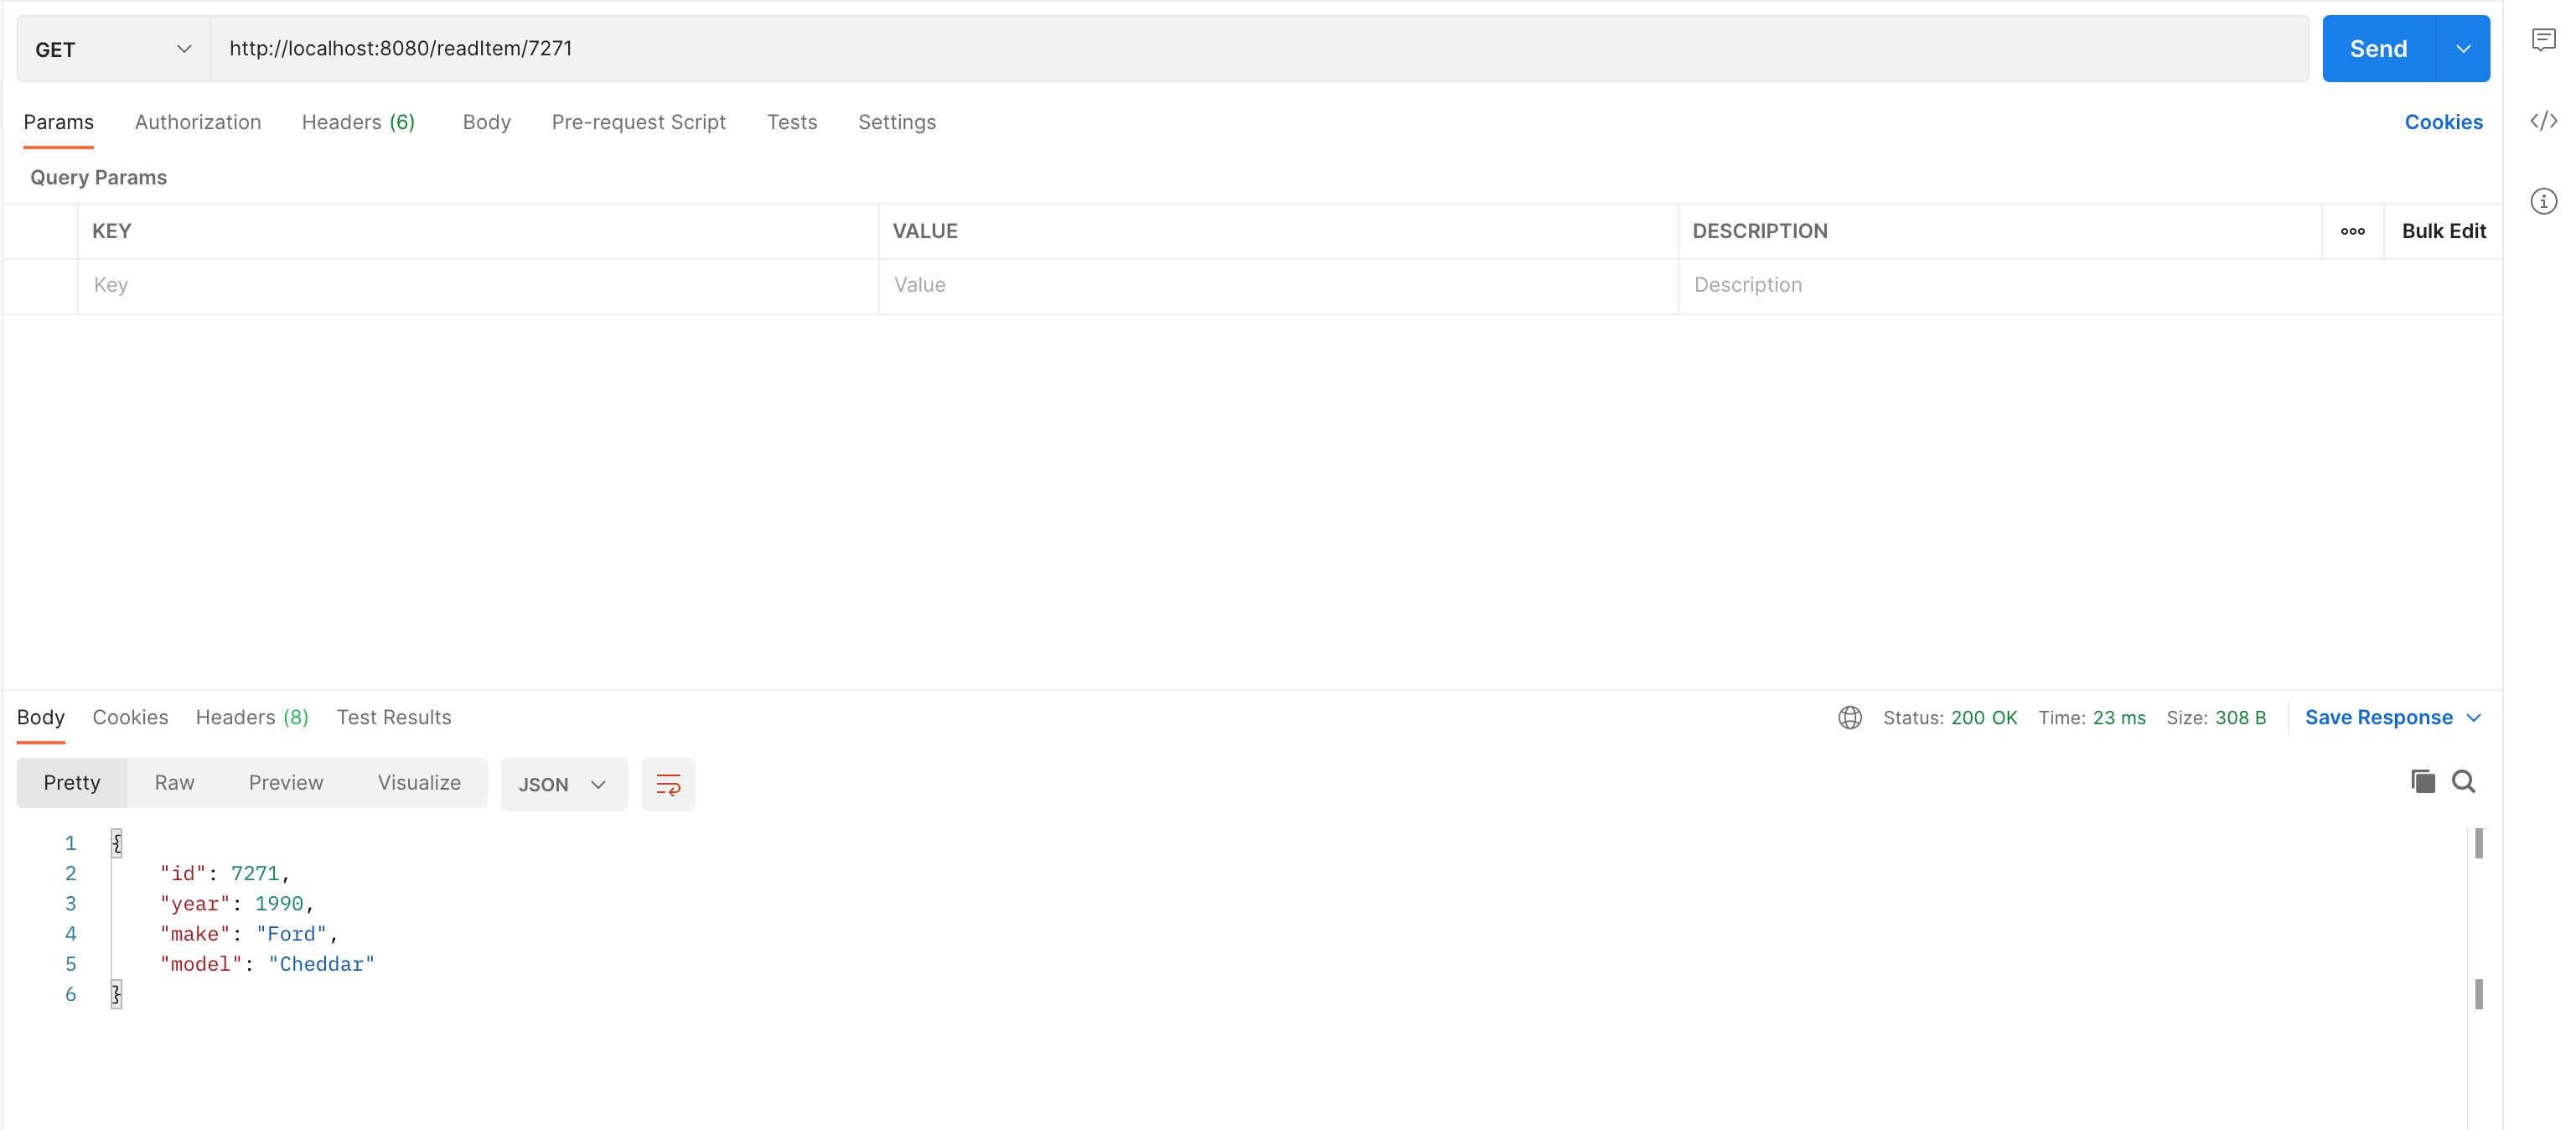 GET http://localhost:8080/readItem/7271 Send
Params Authorization Headers (6) Body Pre-request Script Tests Settings Cookies
Query Params
KEY VALUE DESCRIPTION ooo Bulk Edit
Key Value Description
Body Cookies Headers (8) Test Results Status: 200 OK Time: 23 ms Size: 308 B Save Response
Pretty Raw Preview Visualize JSON
1 {
2 "id": 7271,
3 "year": 1990,
4 "make": "Ford",
5 "model": "Cheddar"
6 }